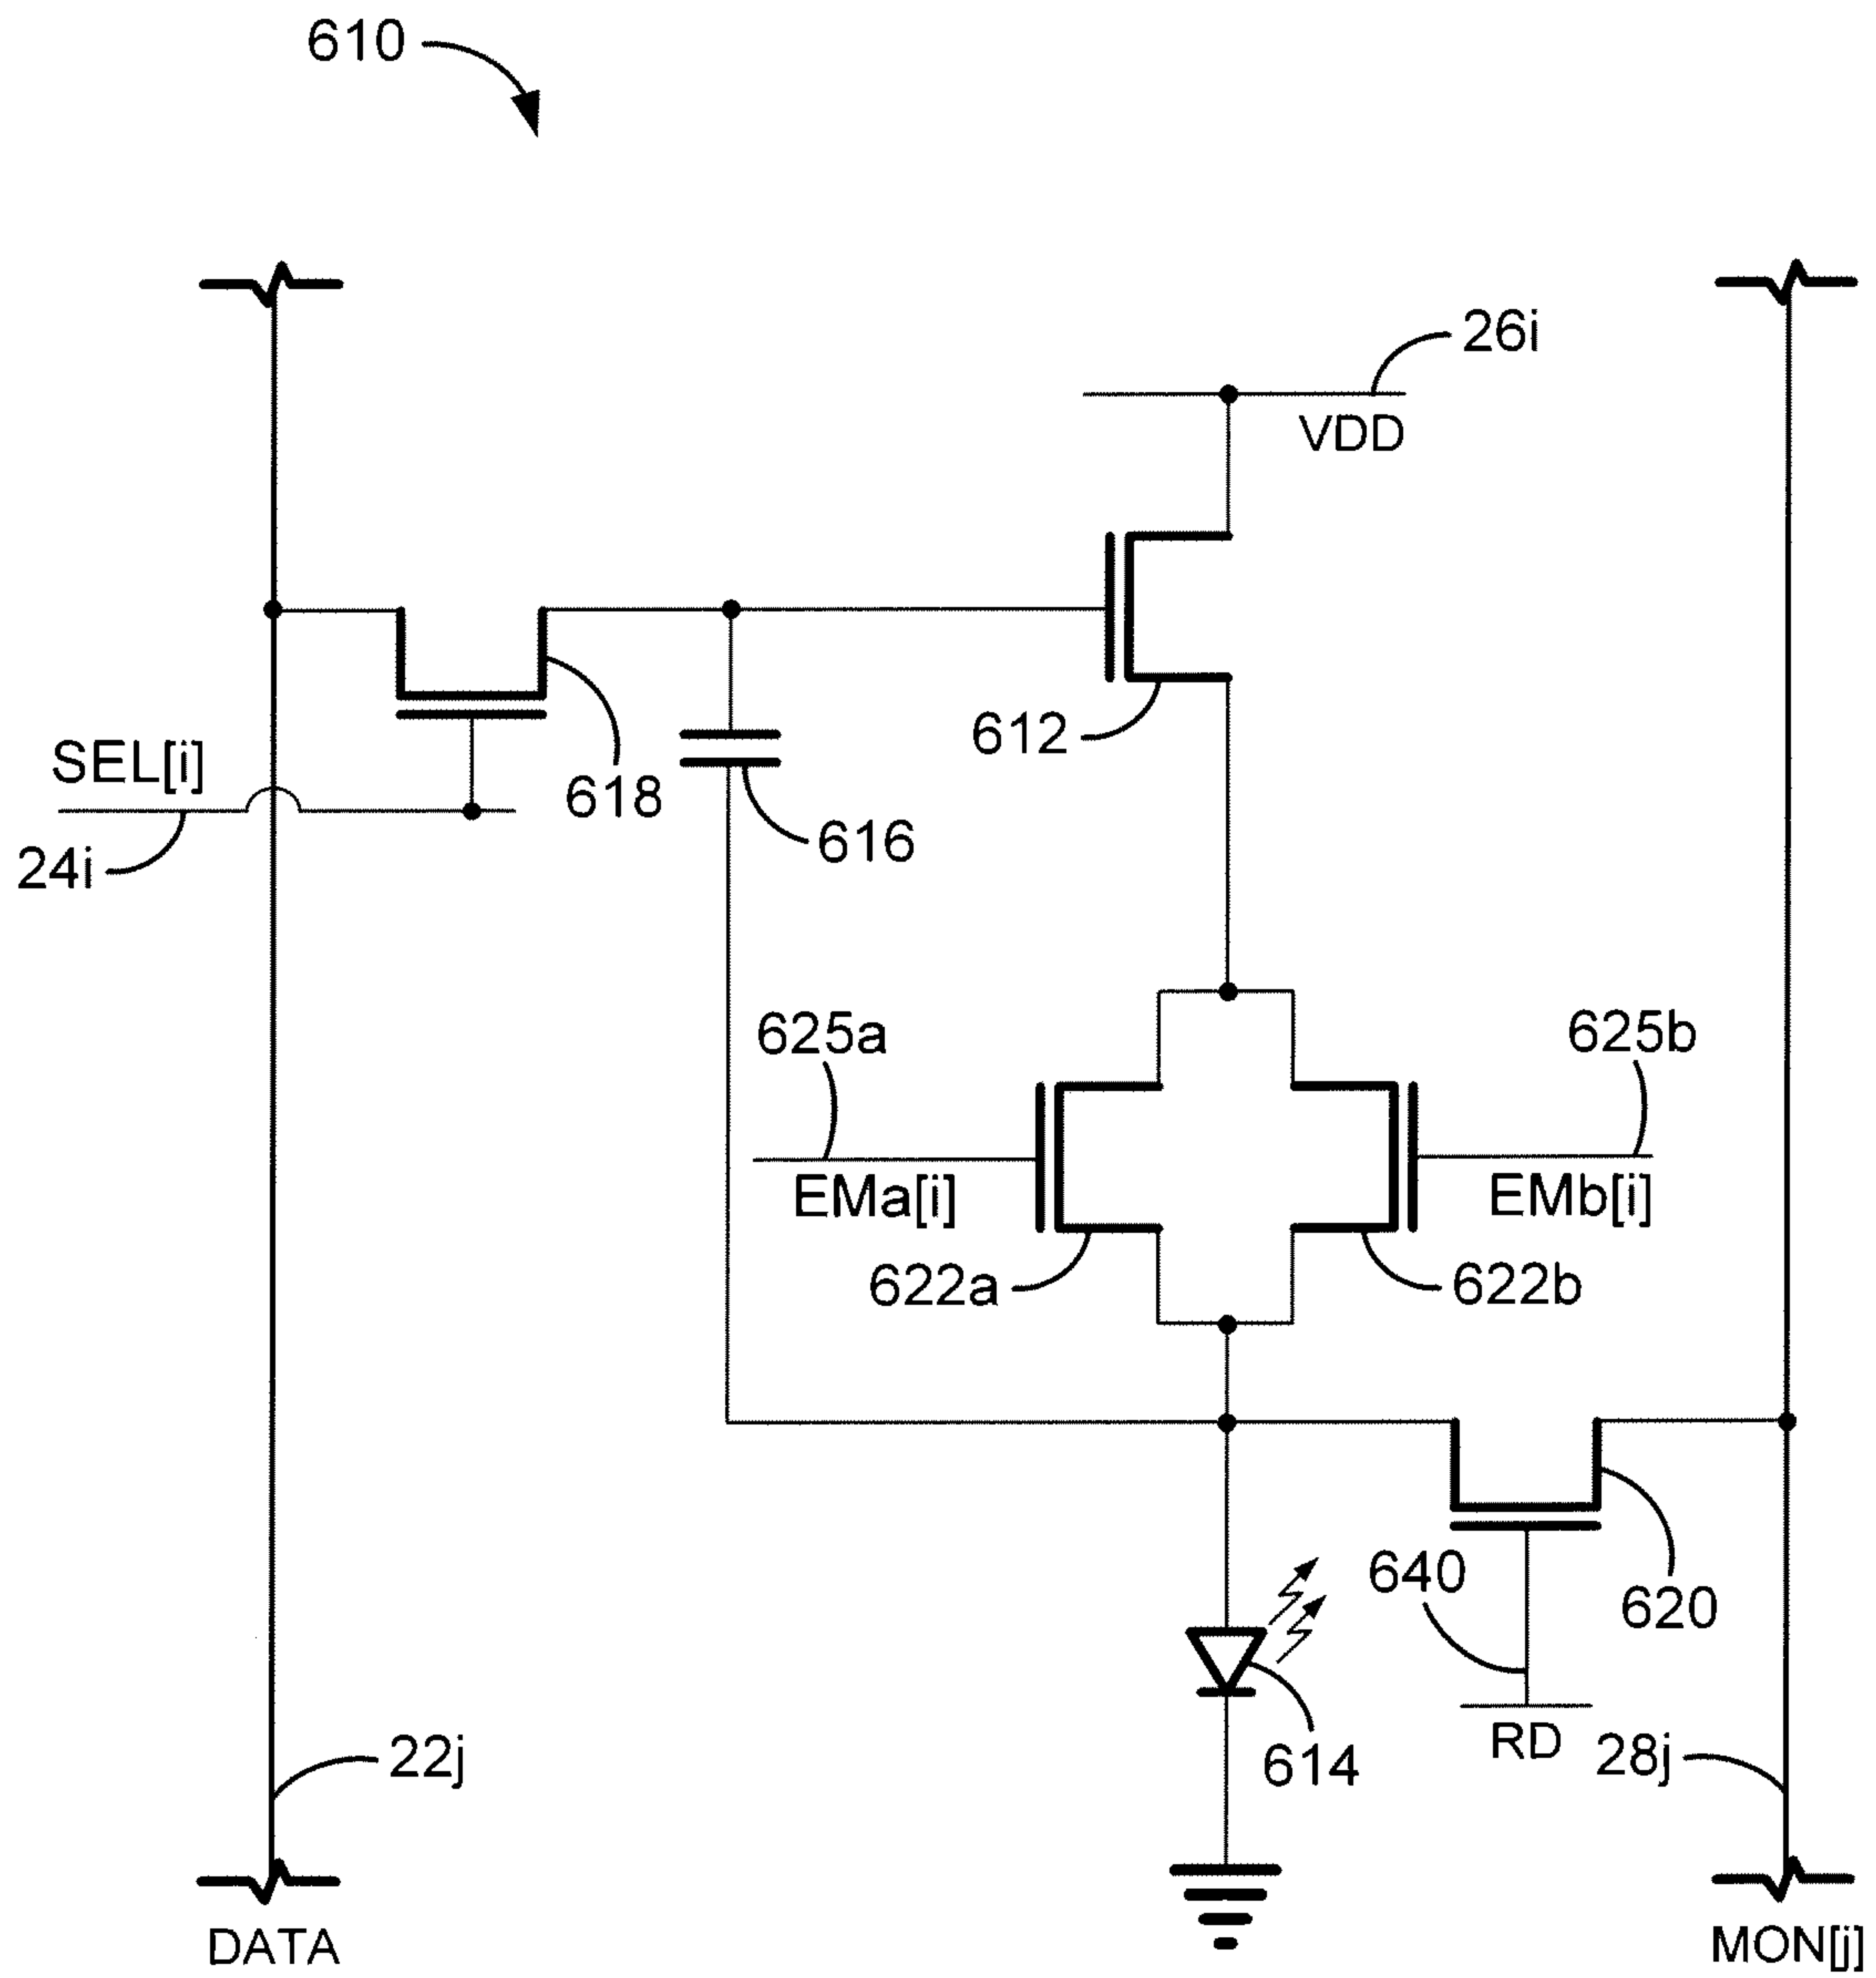 610
26i
VDD
612
SEL[i]
618
616
24i
625a
625b
EMa[i]
EMb[i]
622a
622b
640
620
RD
614
22j
28j
DATA
MON[j]